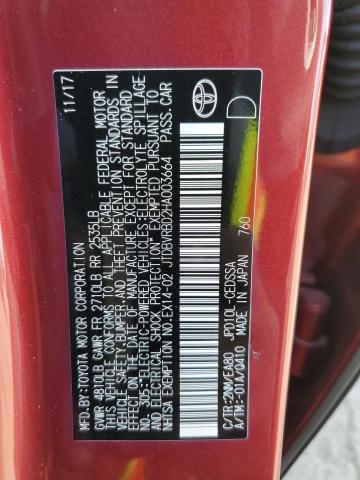 MFD.BY:TOYOTA MOTOR CORPORATION 11/17
GVWR 4810LB GAWR FR 2710LB RR 2535LB
THIS VEHICLE CONFORMS TO ALL APPLICABLE FEDERAL MOTOR
VEHICLE SAFETY,BUMPER,AND THEFT PREVENTION STANDARDS IN
EFFECT ON THE DATE OF MANUFACTURE EXCEPT FOR STANDARD
NO. 305:"ELECTRIC-POWERED VEHICLES:ELECTROLYTE SPILLAGE
AND ELECTRICAL SHOCK PROTECTION" EXEMPTED PURSUANT TO
NHTSA EXEMPTION NO.EX14-02 JTDBVRBD2HA003664 PASS.CAR
TOYOTA
C/TR:2NM/EA80 JPD10L-CEDSSA
A/TM:-01A/Q410 MADE IN JAPAN 760
D